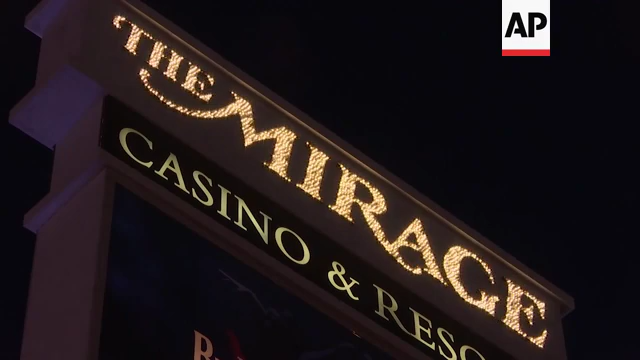 AP
THE
MIRAGE
CASINO & RESO
R